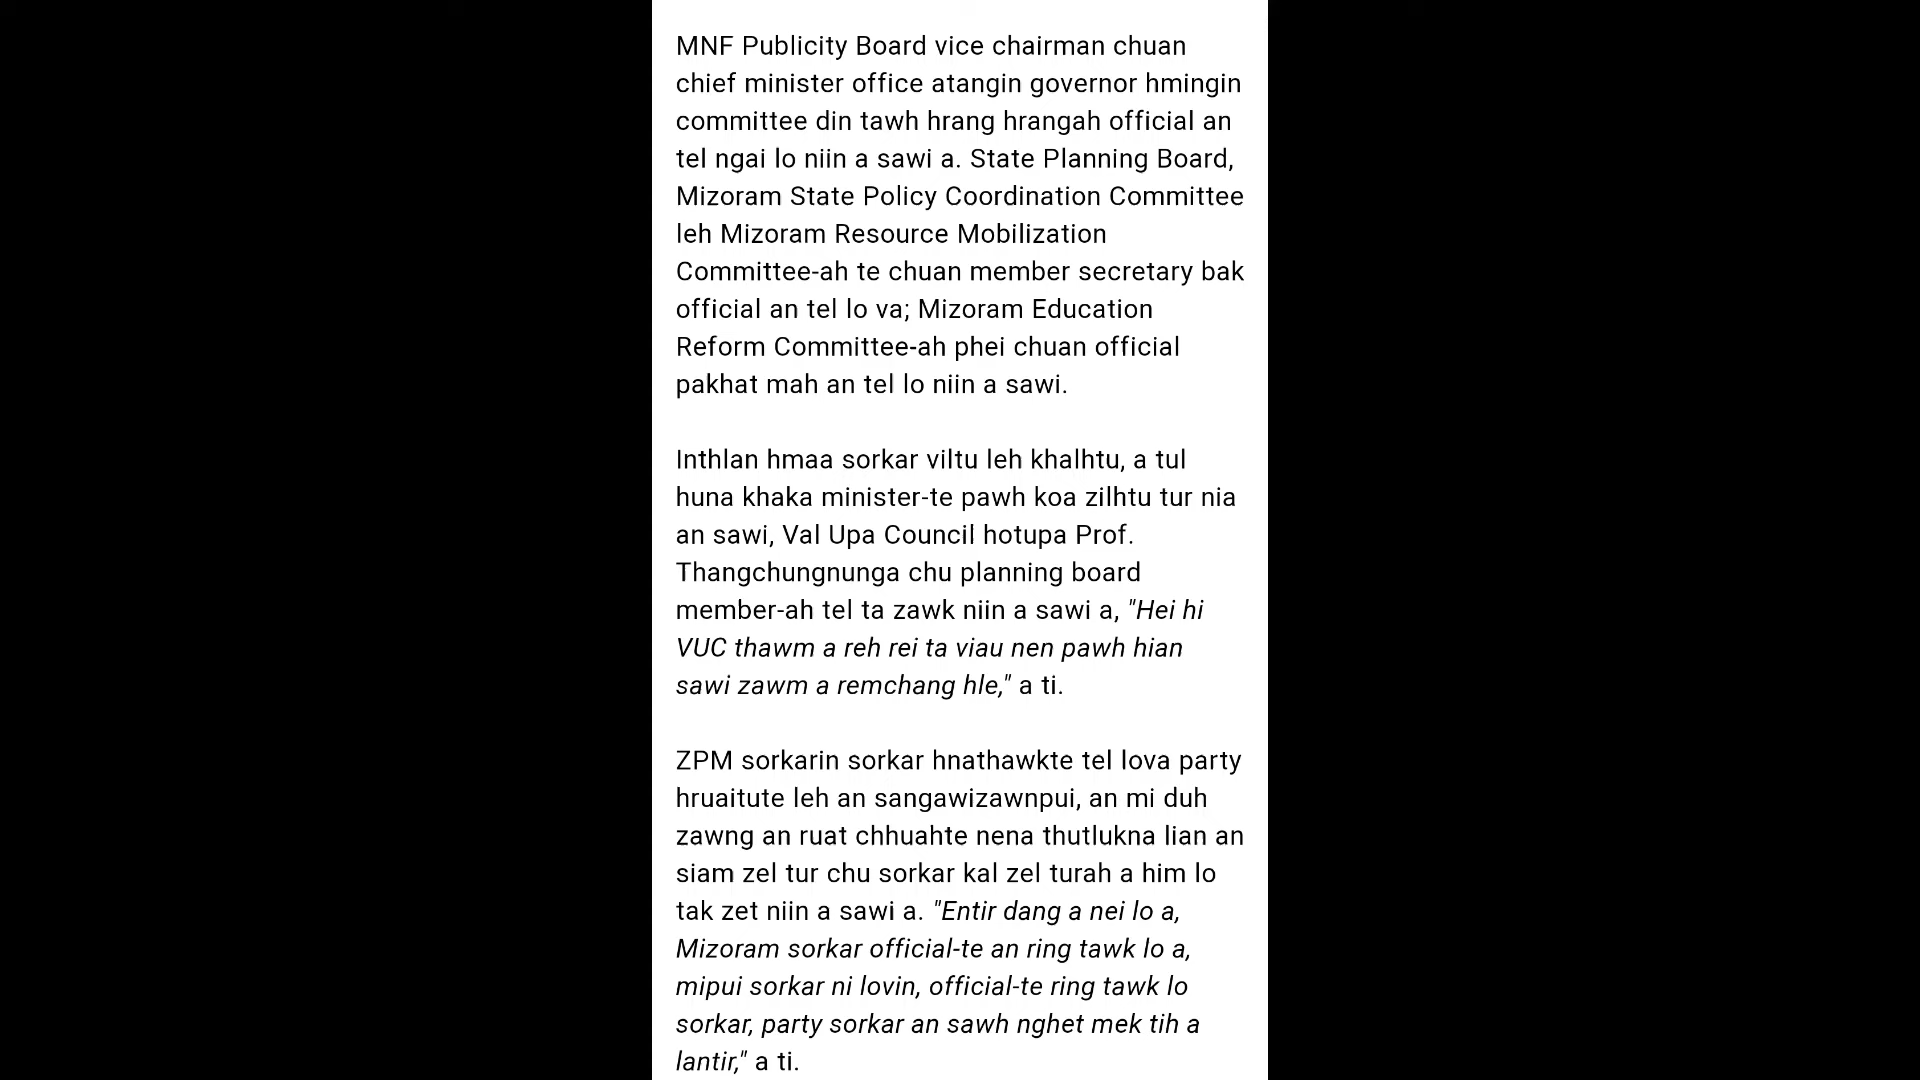 MNF Publicity Board vice chairman chuan
chief minister office atangin governor hmingin
committee din tawh hrang hrangah official an
tel ngai lo niin a sawi a. State Planning Board,
Mizoram State Policy Coordination Committee
leh Mizoram Resource Mobilization
Committee-ah te chuan member secretary bak
official an tel lo va; Mizoram Education
Reform Committee-ah phei chuan official
pakhat mah an tel lo niin a sawi.
Inthlan hmaa sorkar viltu leh khalhtu, a tul
huna khaka minister-te pawh koa zilhtu tur nia
an sawi, Val Upa Council hotupa Prof.
Thangchungnunga chu planning board
member-ah tel ta zawk niin a sawi a, "Hei hi
VUC thawm a reh rei ta viau nen pawh hian
sawi zawm a remchang hle," a ti.
ZPM sorkarin sorkar hnathawkte tel lova party
hruaitute leh an sangawizawnpui, an mi duh
zawng an ruat chhuahte nena thutlukna lian an
siam zel tur chu sorkar kal zel turah a him lo
tak zet niin a sawi a. "Entir dang a nei lo a,
Mizoram sorkar official-te an ring tawk lo a,
mipui sorkar ni lovin, official-te ring tawk lo
sorkar, party sorkar an sawh nghet mek tih a
lantir," a ti.